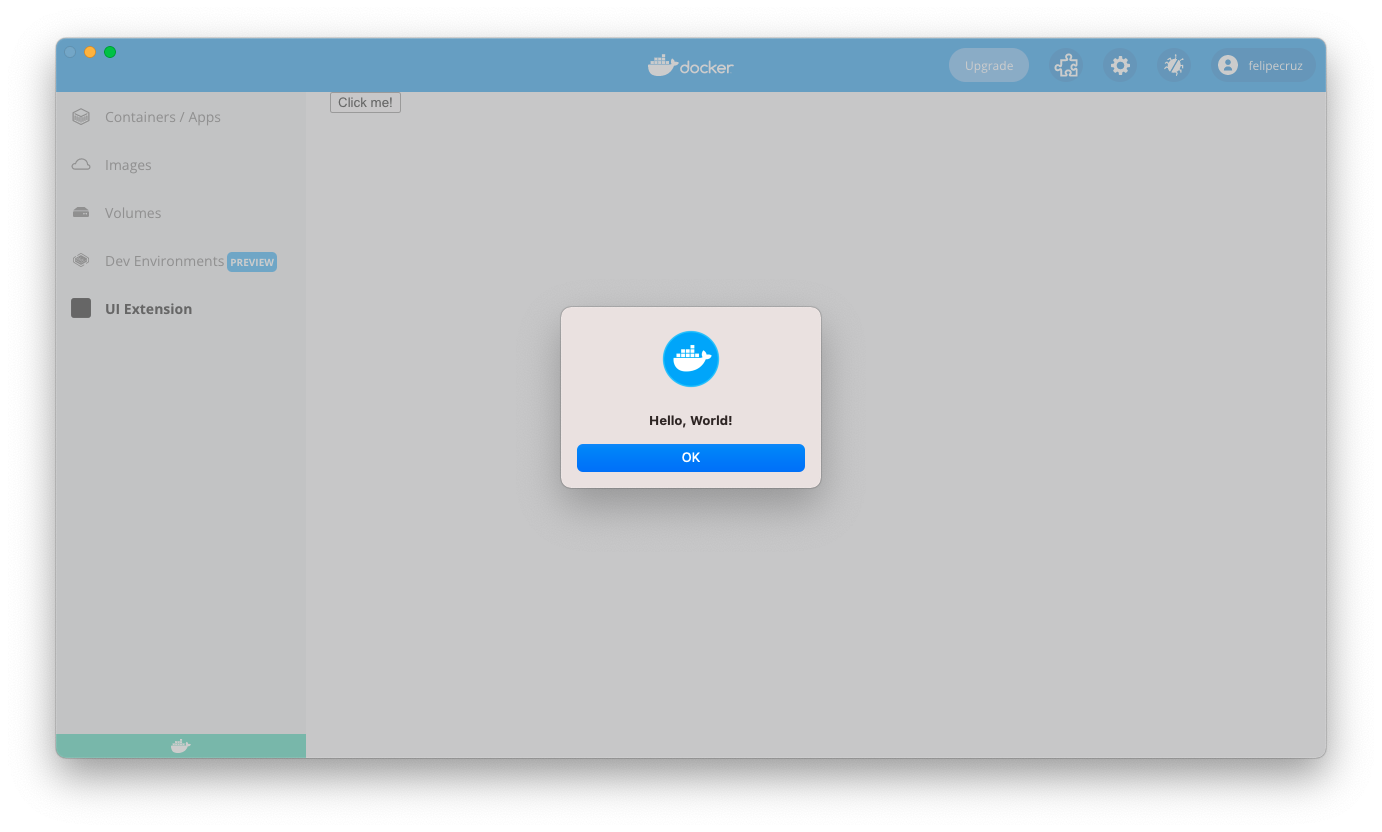 docker
Upgrade
felipecruz
Click me!
Containers / Apps
Images
Volumes
Dev Environments PREVIEW
UI Extension
Hello, World!
OK